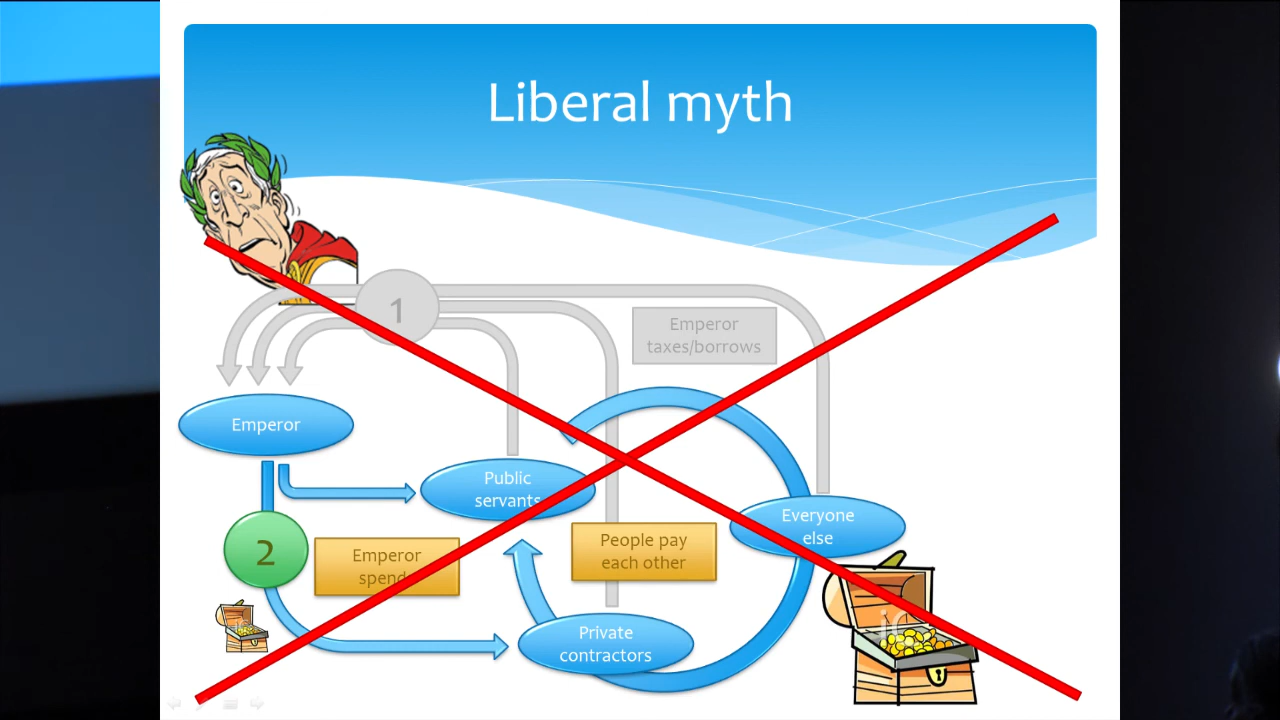 Liberal myth
1
Emperor
taxes/borrows
Emperor
Public
servants
Everyone
else
2
Emperor
spends
People pay
each other
Private
contractors